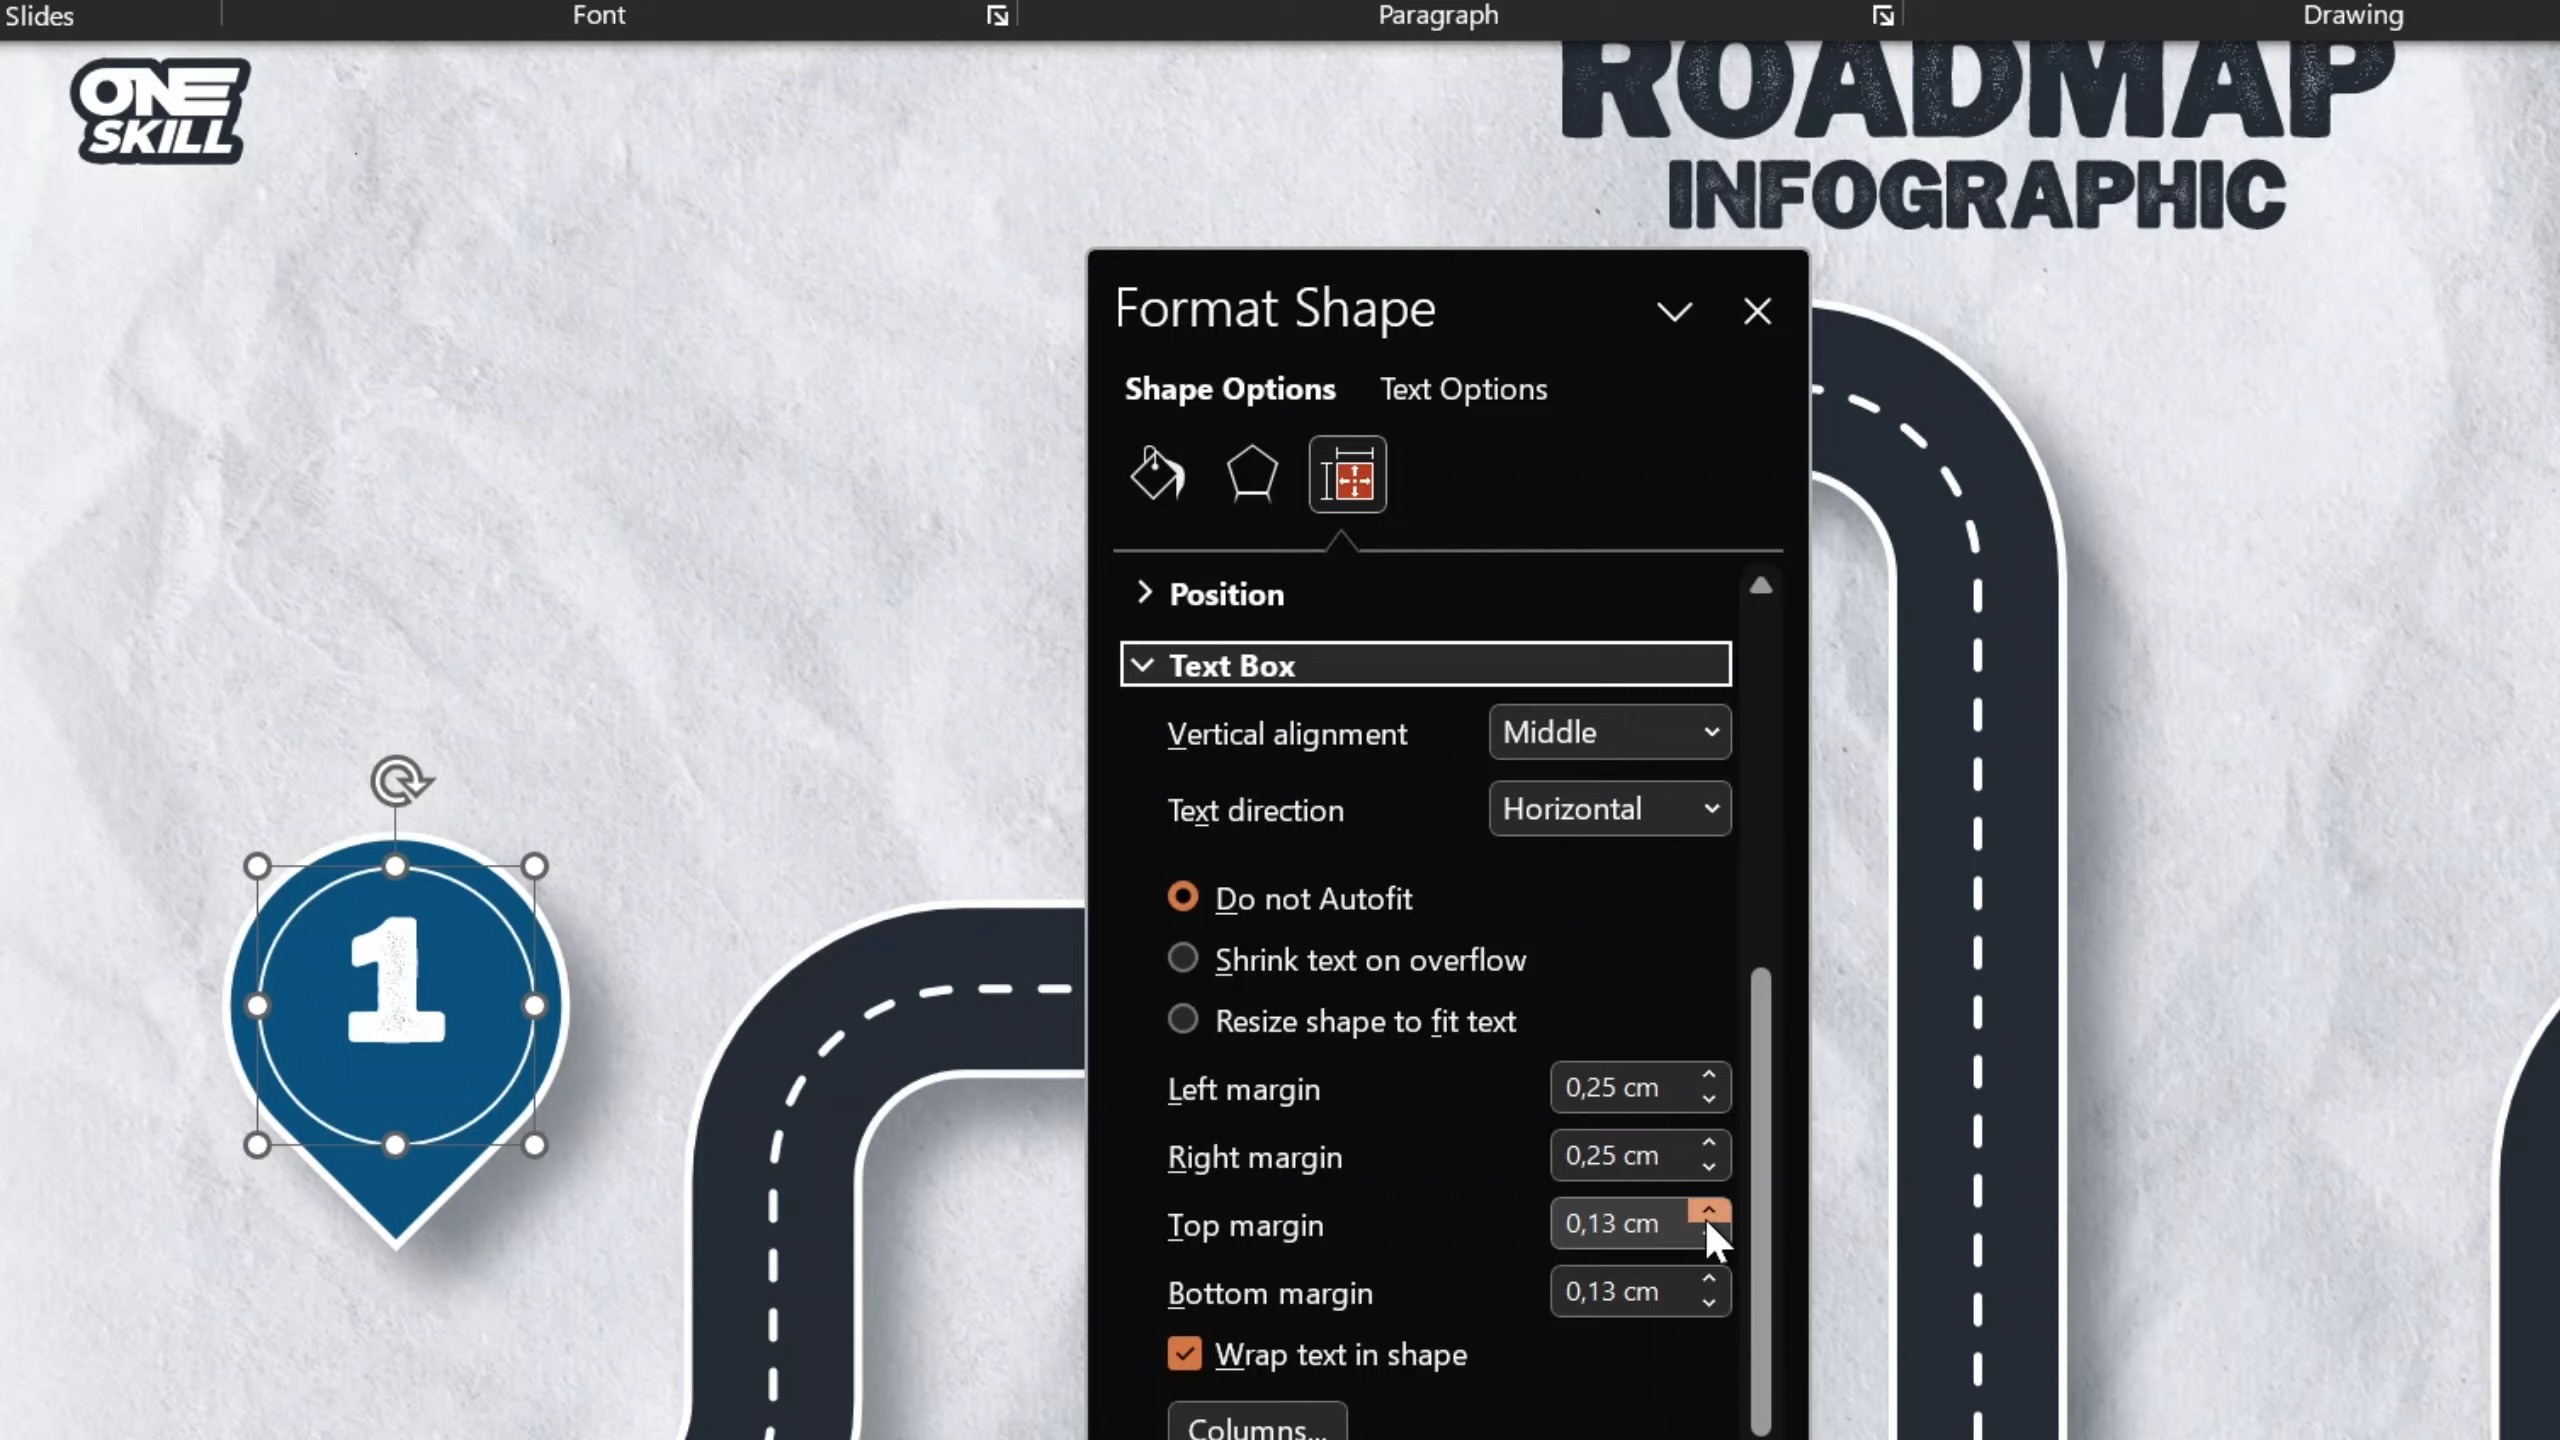 Slides
Font
Paragraph
Drawing
ONE
SKILL
ROADMAP
INFOGRAPHIC
Format Shape
Shape Options
Text Options
Position
Text Box
Vertical alignment
Middle
Text direction
Horizontal
Do not Autofit
Shrink text on overflow
Resize shape to fit text
Left margin
0,25 cm
Right margin
0,25 cm
Top margin
0,13 cm
Bottom margin
0,13 cm
Wrap text in shape
Columns...
1